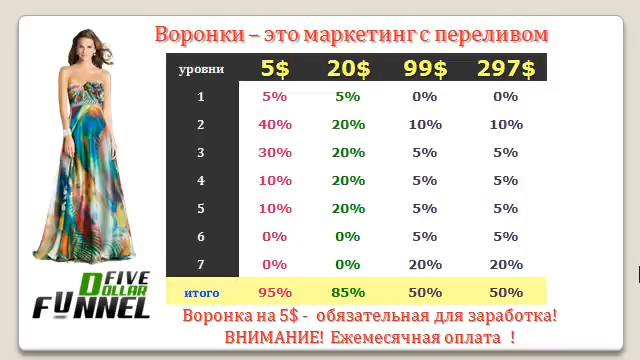 Воронки – это маркетинг с переливом
уровни 5$ 20$ 99$ 297$
1 5% 5% 0% 0%
2 40% 20% 10% 10%
3 30% 20% 5% 5%
4 10% 20% 5% 5%
5 10% 20% 5% 5%
6 0% 0% 5% 5%
7 0% 0% 20% 20%
итого 95% 85% 50% 50%
FIVE
DOLLAR
FUNNEL
Воронка на 5$ - обязательная для заработка!
ВНИМАНИЕ! Ежемесячная оплата !